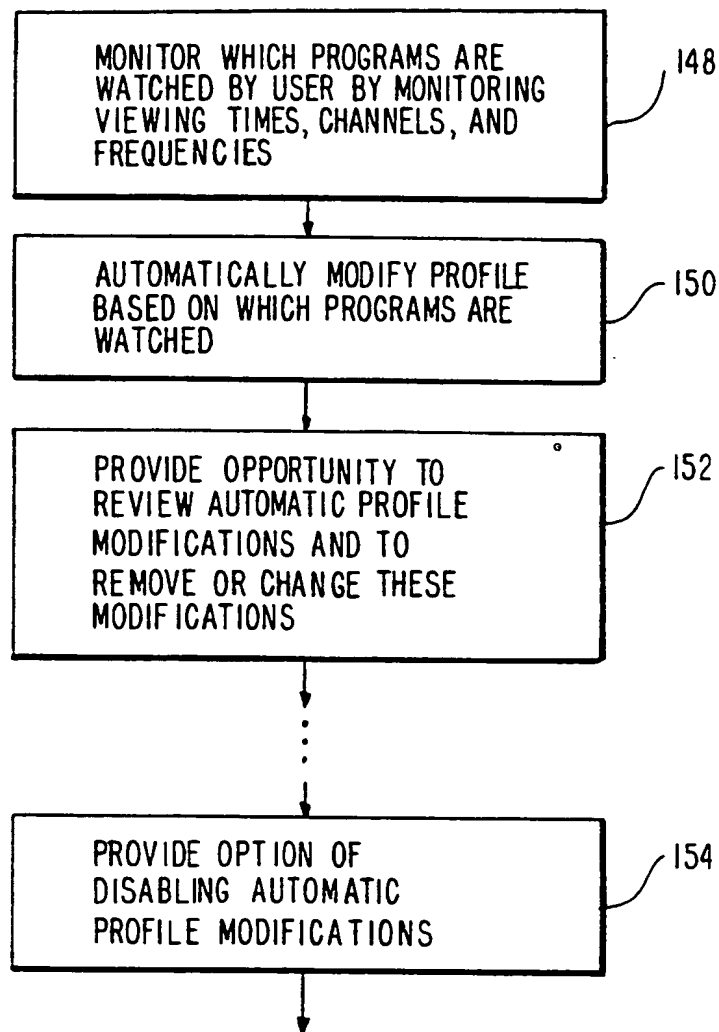 MONITOR WHICH PROGRAMS ARE
WATCHED BY USER BY MONITORING
VIEWING TIMES, CHANNELS, AND
FREQUENCIES
148
AUTOMATICALLY MODIFY PROFILE
BASED ON WHICH PROGRAMS ARE
WATCHED
150
PROVIDE OPPORTUNITY TO
REVIEW AUTOMATIC PROFILE
MODIFICATIONS AND TO
REMOVE OR CHANGE THESE
MODIFICATIONS
152
PROVIDE OPTION OF
DISABLING AUTOMATIC
PROFILE MODIFICATIONS
154